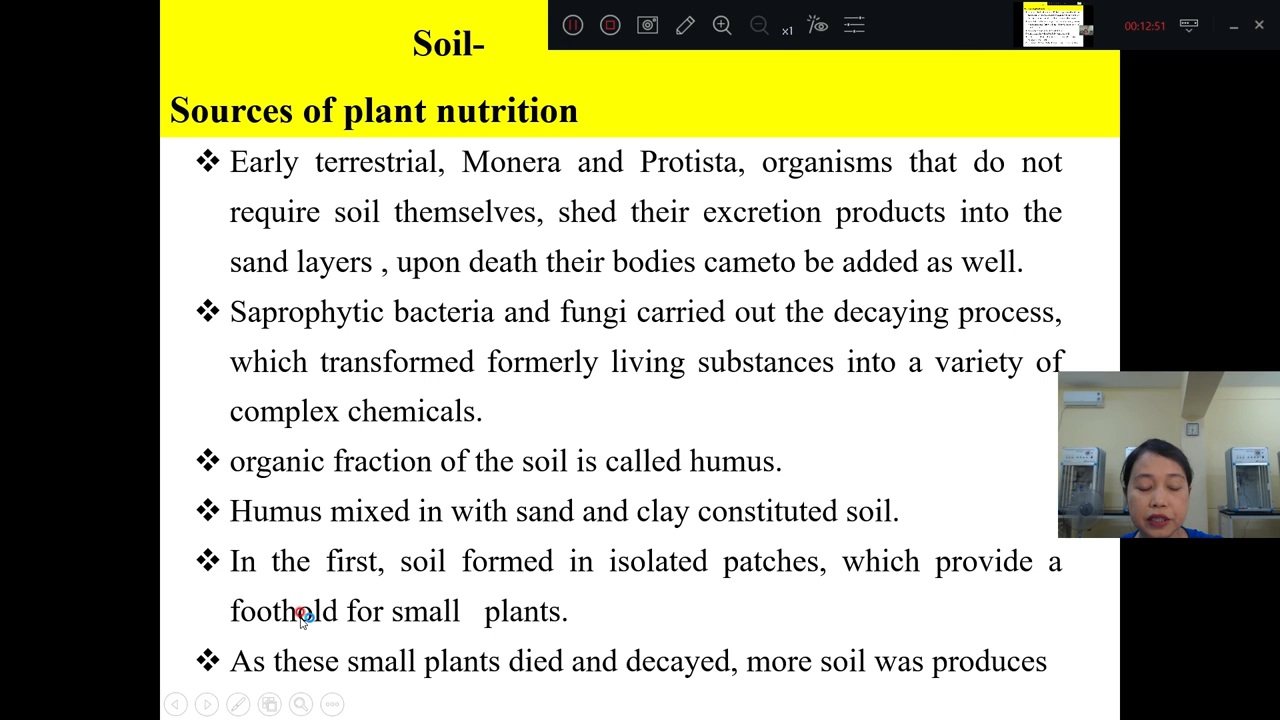 Soil-
x1
00:12:51
Sources of plant nutrition
❖ Early terrestrial, Monera and Protista, organisms that do not
require soil themselves, shed their excretion products into the
sand layers , upon death their bodies cameto be added as well.
❖ Saprophytic bacteria and fungi carried out the decaying process,
which transformed formerly living substances into a variety of
complex chemicals.
❖ organic fraction of the soil is called humus.
❖ Humus mixed in with sand and clay constituted soil.
❖ In the first, soil formed in isolated patches, which provide a
foothold for small plants.
❖ As these small plants died and decayed, more soil was produces